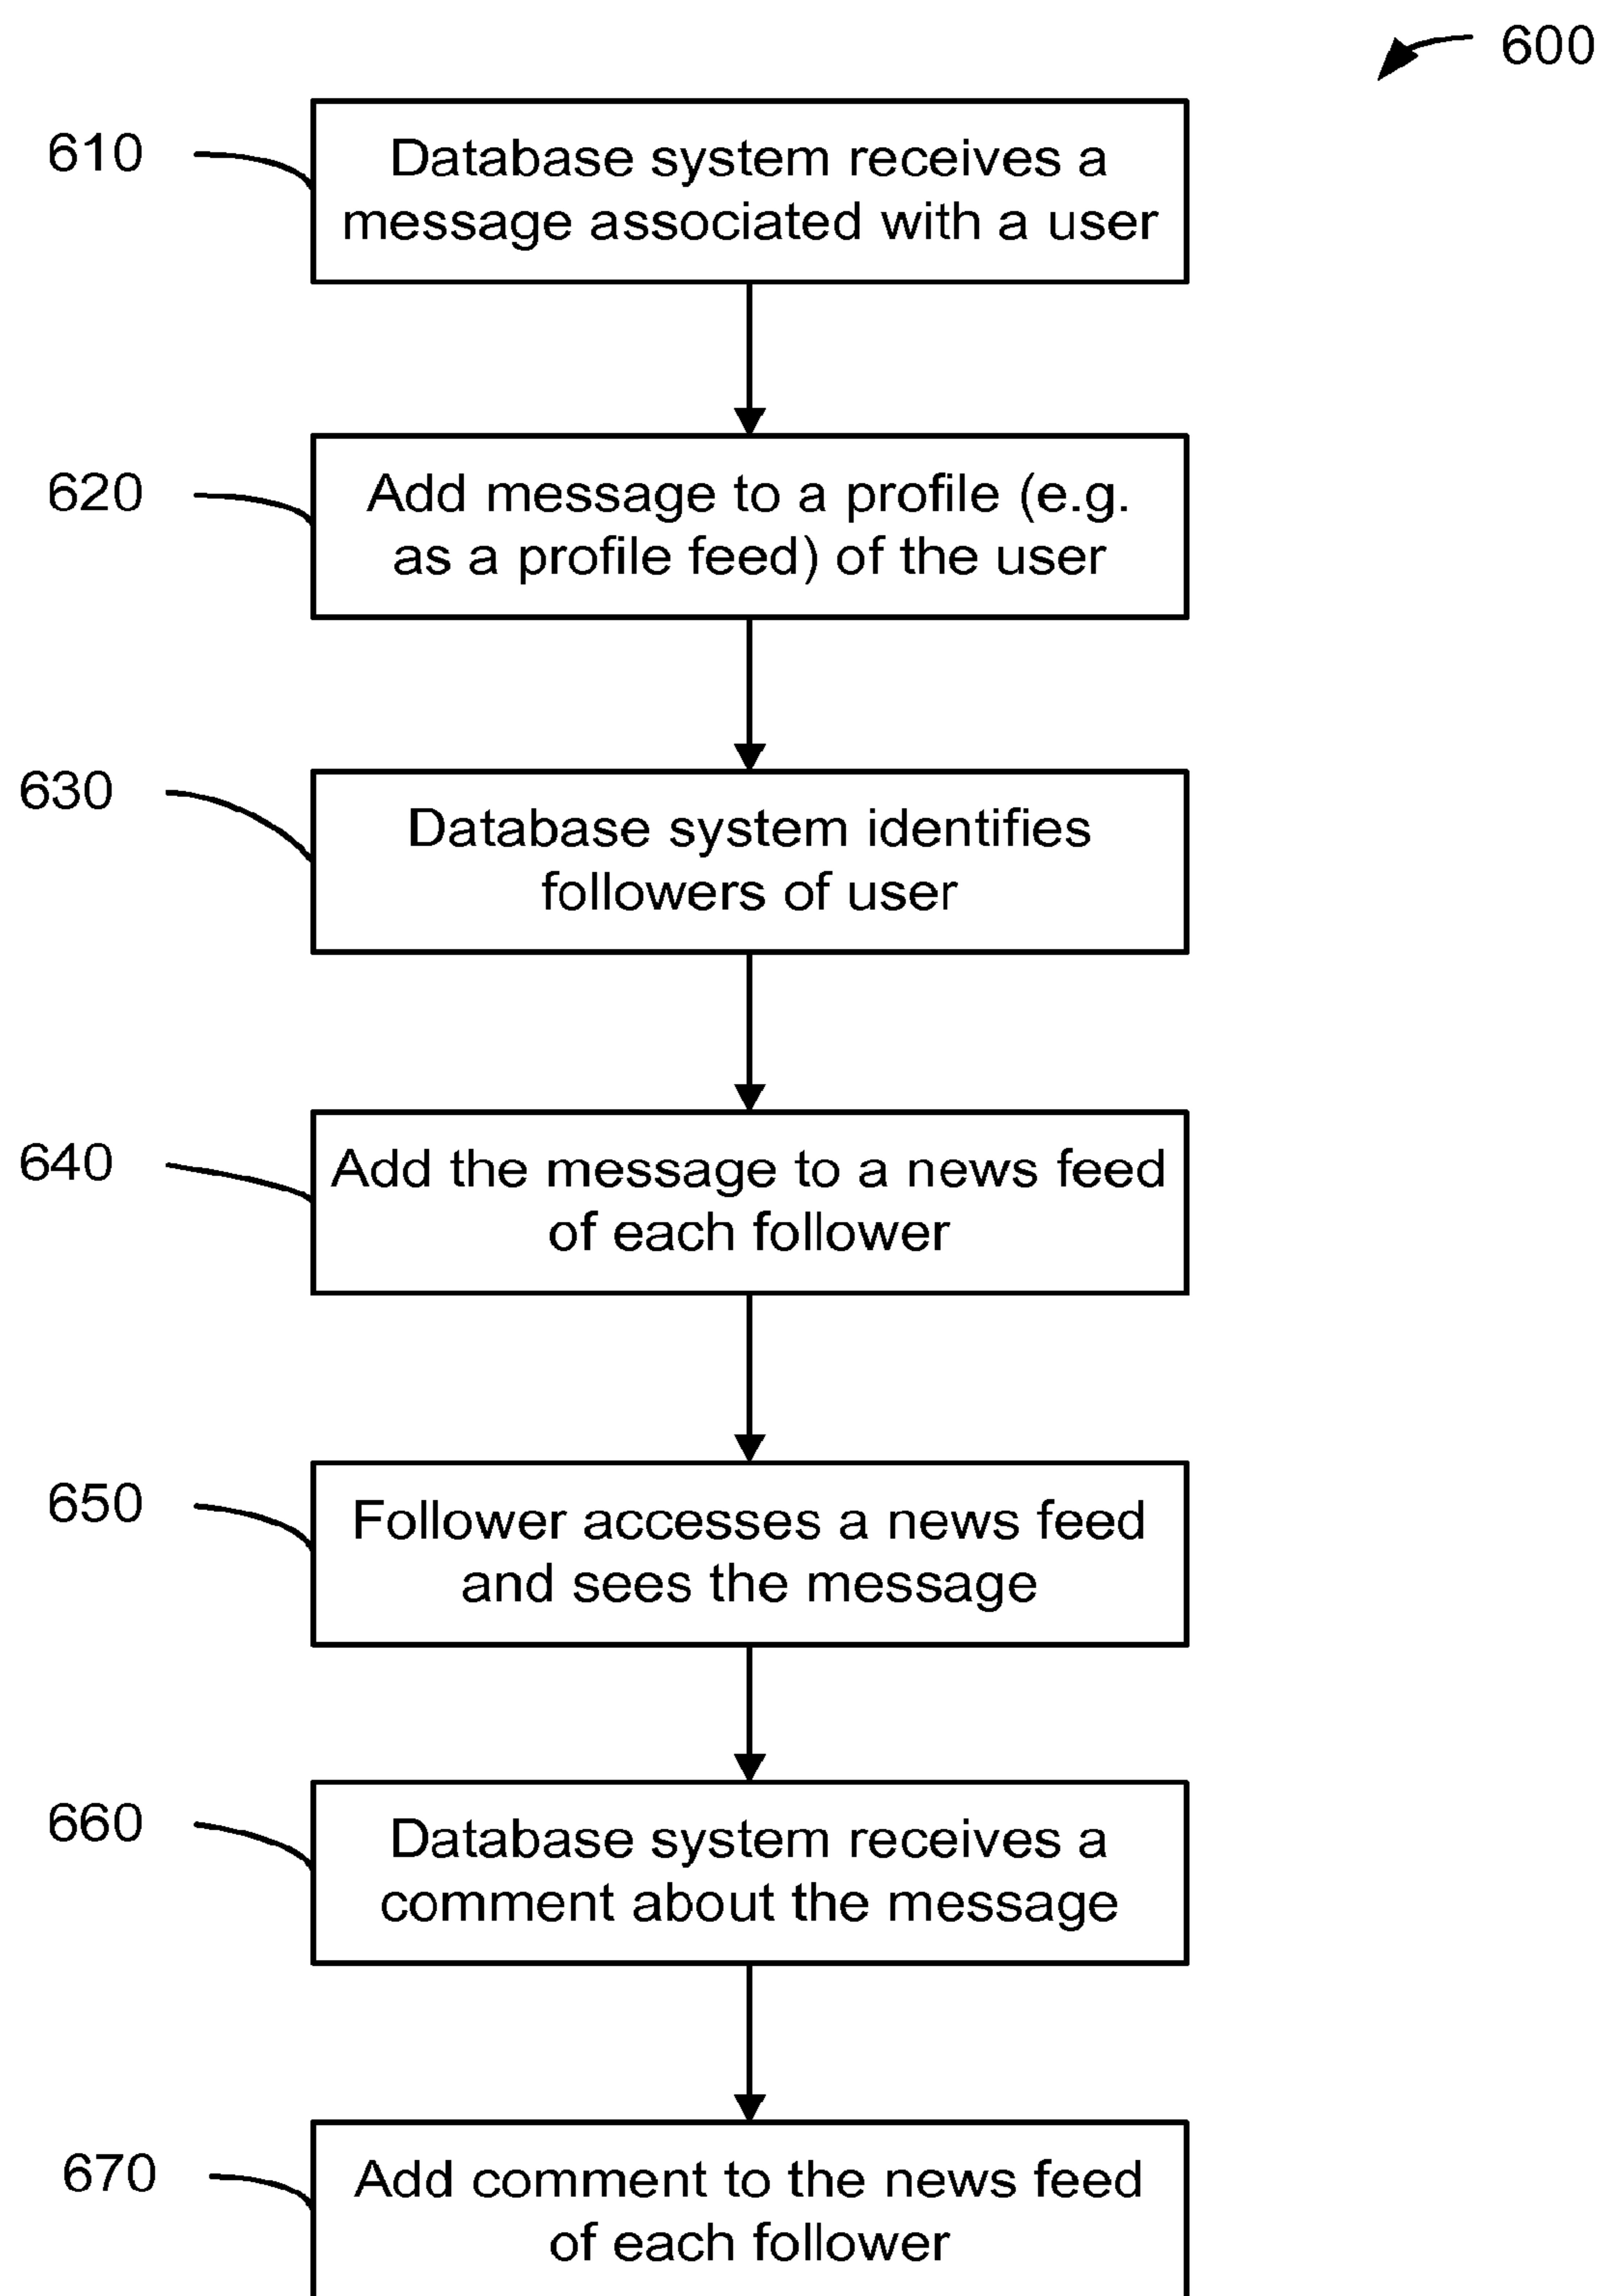 600
610
Database system receives a
message associated with a user
620
Add message to a profile (e.g.
as a profile feed) of the user
630
Database system identifies
followers of user
640
Add the message to a news feed
of each follower
650
Follower accesses a news feed
and sees the message
660
Database system receives a
comment about the message
670
Add comment to the news feed
of each follower